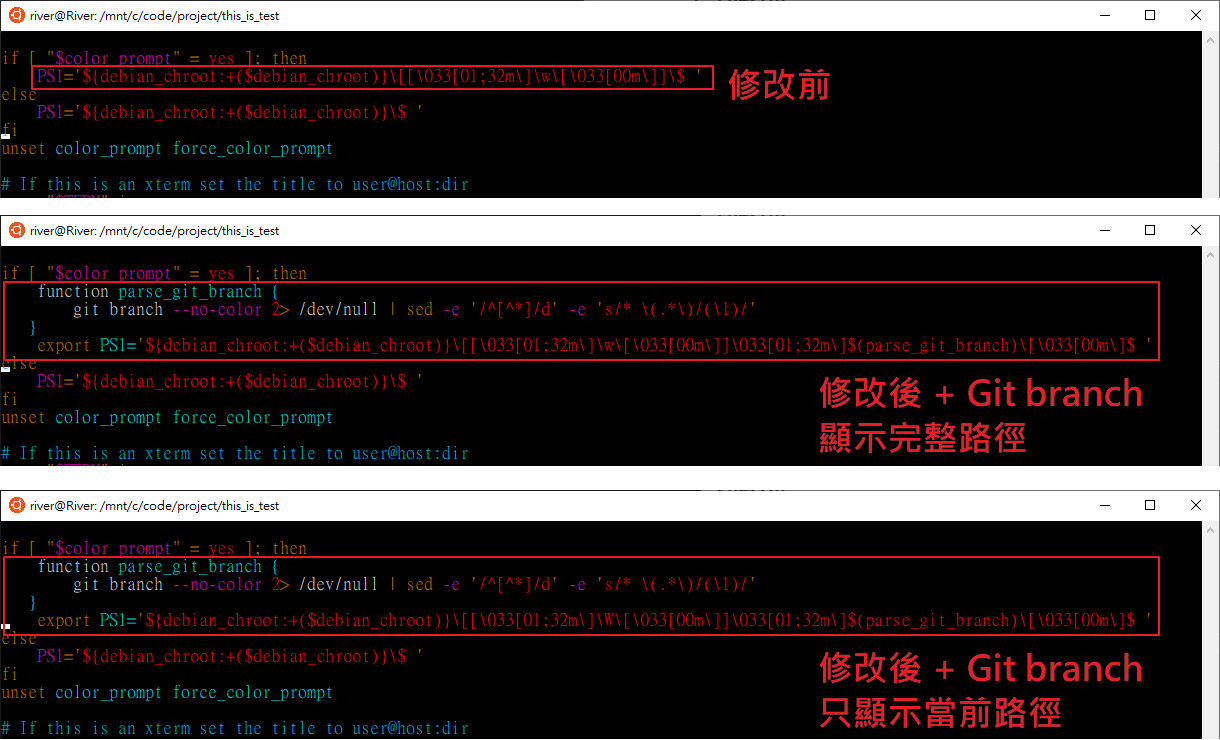 river@River: /mnt/c/code/project/this_is_test
if [ "$color_prompt" = yes ]; then
PS1='${debian_chroot:+($debian_chroot)}\[[\033[01;32m\]\w\[\033[00m\]]\$ '
修改前
else
PS1='${debian_chroot:+($debian_chroot)}\$ '
fi
unset color_prompt force_color_prompt
# If this is an xterm set the title to user@host:dir
river@River: /mnt/c/code/project/this_is_test
if [ "$color_prompt" = yes ]; then
function parse_git_branch {
git branch --no-color 2> /dev/null | sed -e '/^[^*]/d' -e 's/* \(.*\)/(\1)/'
}
export PS1='${debian_chroot:+($debian_chroot)}\[[\033[01;32m\]\w\[\033[00m\]]\033[01;32m\]$(parse_git_branch)\[\033[00m\]$ '
else
PS1='${debian_chroot:+($debian_chroot)}\$ '
fi
unset color_prompt force_color_prompt
# If this is an xterm set the title to user@host:dir
修改後 + Git branch
顯示完整路徑
river@River: /mnt/c/code/project/this_is_test
if [ "$color_prompt" = yes ]; then
function parse_git_branch {
git branch --no-color 2> /dev/null | sed -e '/^[^*]/d' -e 's/* \(.*\)/(\1)/'
}
export PS1='${debian_chroot:+($debian_chroot)}\[[\033[01;32m\]\W\[\033[00m\]]\033[01;32m\]$(parse_git_branch)\[\033[00m\]$ '
else
PS1='${debian_chroot:+($debian_chroot)}\$ '
fi
unset color_prompt force_color_prompt
# If this is an xterm set the title to user@host:dir
修改後 + Git branch
只顯示當前路徑